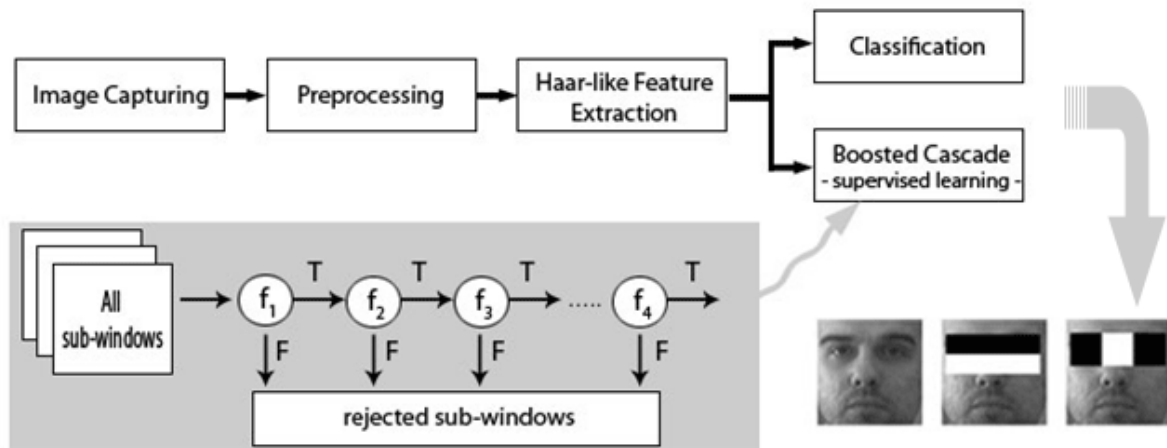 Image Capturing
Preprocessing
Haar-like Feature
Extraction
Classification
Boosted Cascade
- supervised learning -
All
sub-windows
f1
T
f2
T
f3
T
.....
f4
T
F
F
F
F
rejected sub-windows